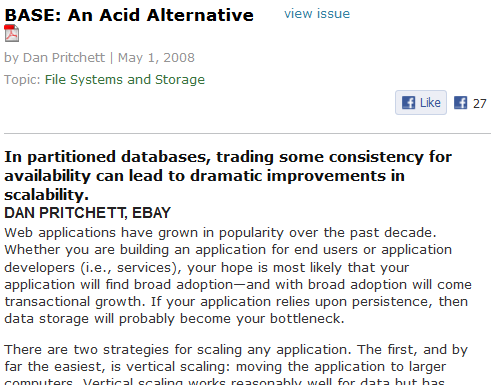 BASE: An Acid Alternative
view issue
by Dan Pritchett | May 1, 2008
Topic: File Systems and Storage
Like
27
In partitioned databases, trading some consistency for
availability can lead to dramatic improvements in
scalability.
DAN PRITCHETT, EBAY
Web applications have grown in popularity over the past decade.
Whether you are building an application for end users or application
developers (i.e., services), your hope is most likely that your
application will find broad adoption—and with broad adoption will come
transactional growth. If your application relies upon persistence, then
data storage will probably become your bottleneck.
There are two strategies for scaling any application. The first, and by
far the easiest, is vertical scaling: moving the application to larger
computers. Vertical scaling works reasonably well for data but has